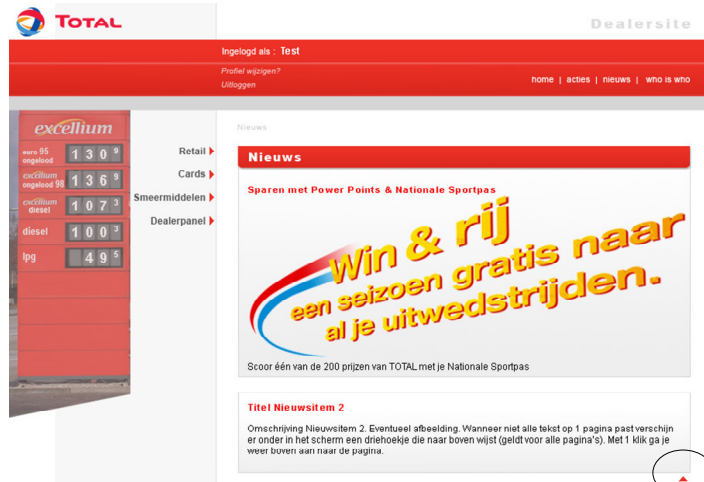 TOTAL
Dealersite
Ingelogd als : Test
Profiel wijzigen?
Uitloggen
home | acties | nieuws | who is who
excellium
euro 95
ongelood
1 3 0 9
excellium
ongelood 98
1 3 6 9
excellium
diesel
1 0 7 3
diesel
1 0 0 3
lpg
4 9 5
Retail
Cards
Smeermiddelen
Dealerpanel
Nieuws
Nieuws
Sparen met Power Points & Nationale Sportpas
Win & rij
een seizoen gratis naar
al je uitwedstrijden.
Scoor één van de 200 prijzen van TOTAL met je Nationale Sportpas
Titel Nieuwsitem 2
Omschrijving Nieuwsitem 2. Eventueel afbeelding. Wanneer niet alle tekst op 1 pagina past verschijn
er onder in het scherm een driehoekje die naar boven wijst (geldt voor alle pagina's). Met 1 klik ga je
weer boven aan naar de pagina.